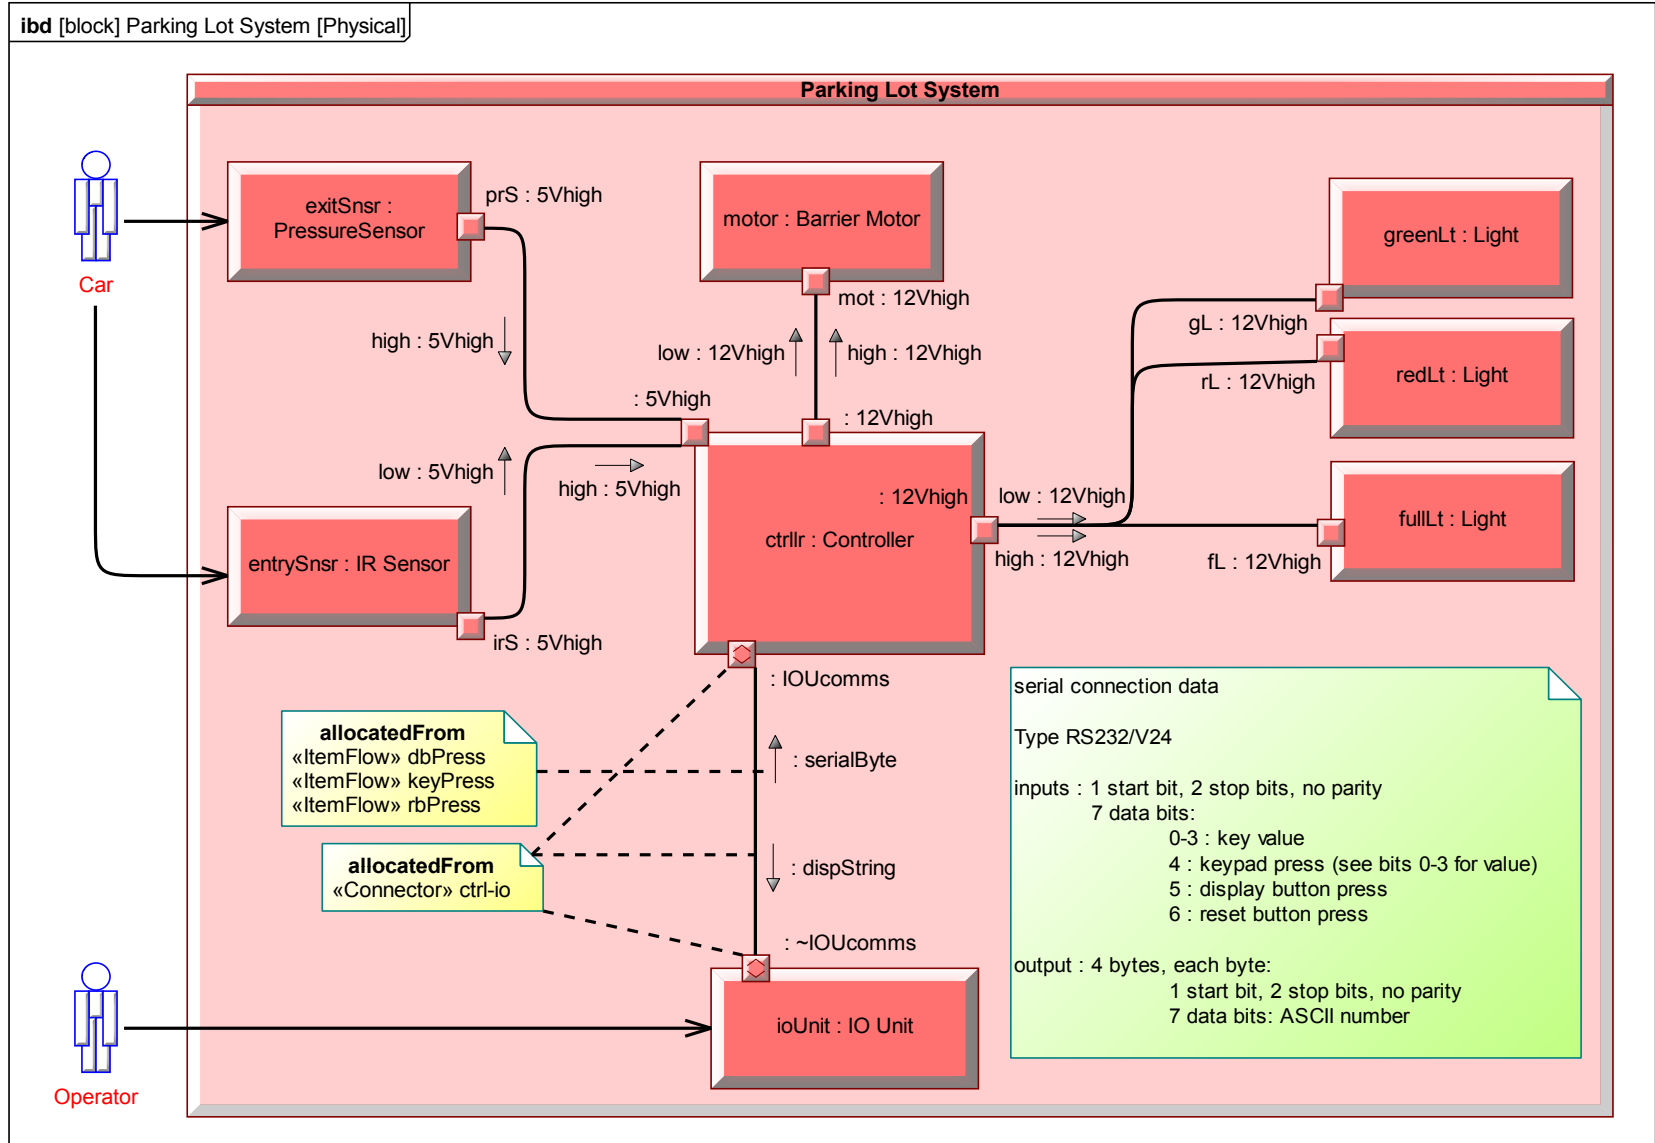 ibd [block] Parking Lot System [Physical]
Parking Lot System
Car
exitSnsr :
PressureSensor
prS : 5Vhigh
motor : Barrier Motor
mot : 12Vhigh
greenLt : Light
gL : 12Vhigh
redLt : Light
rL : 12Vhigh
high : 5Vhigh
low : 12Vhigh
high : 12Vhigh
: 5Vhigh
: 12Vhigh
low : 5Vhigh
high : 5Vhigh
entrySnsr : IR Sensor
irS : 5Vhigh
: 12Vhigh
ctrllr : Controller
low : 12Vhigh
high : 12Vhigh
fullLt : Light
fL : 12Vhigh
: IOUcomms
allocatedFrom
«ItemFlow» dbPress
«ItemFlow» keyPress
«ItemFlow» rbPress
: serialByte
allocatedFrom
«Connector» ctrl-io
: dispString
: ~IOUcomms
ioUnit : IO Unit
Operator
serial connection data
Type RS232/V24
inputs : 1 start bit, 2 stop bits, no parity
7 data bits:
0-3 : key value
4 : keypad press (see bits 0-3 for value)
5 : display button press
6 : reset button press
output : 4 bytes, each byte:
1 start bit, 2 stop bits, no parity
7 data bits: ASCII number